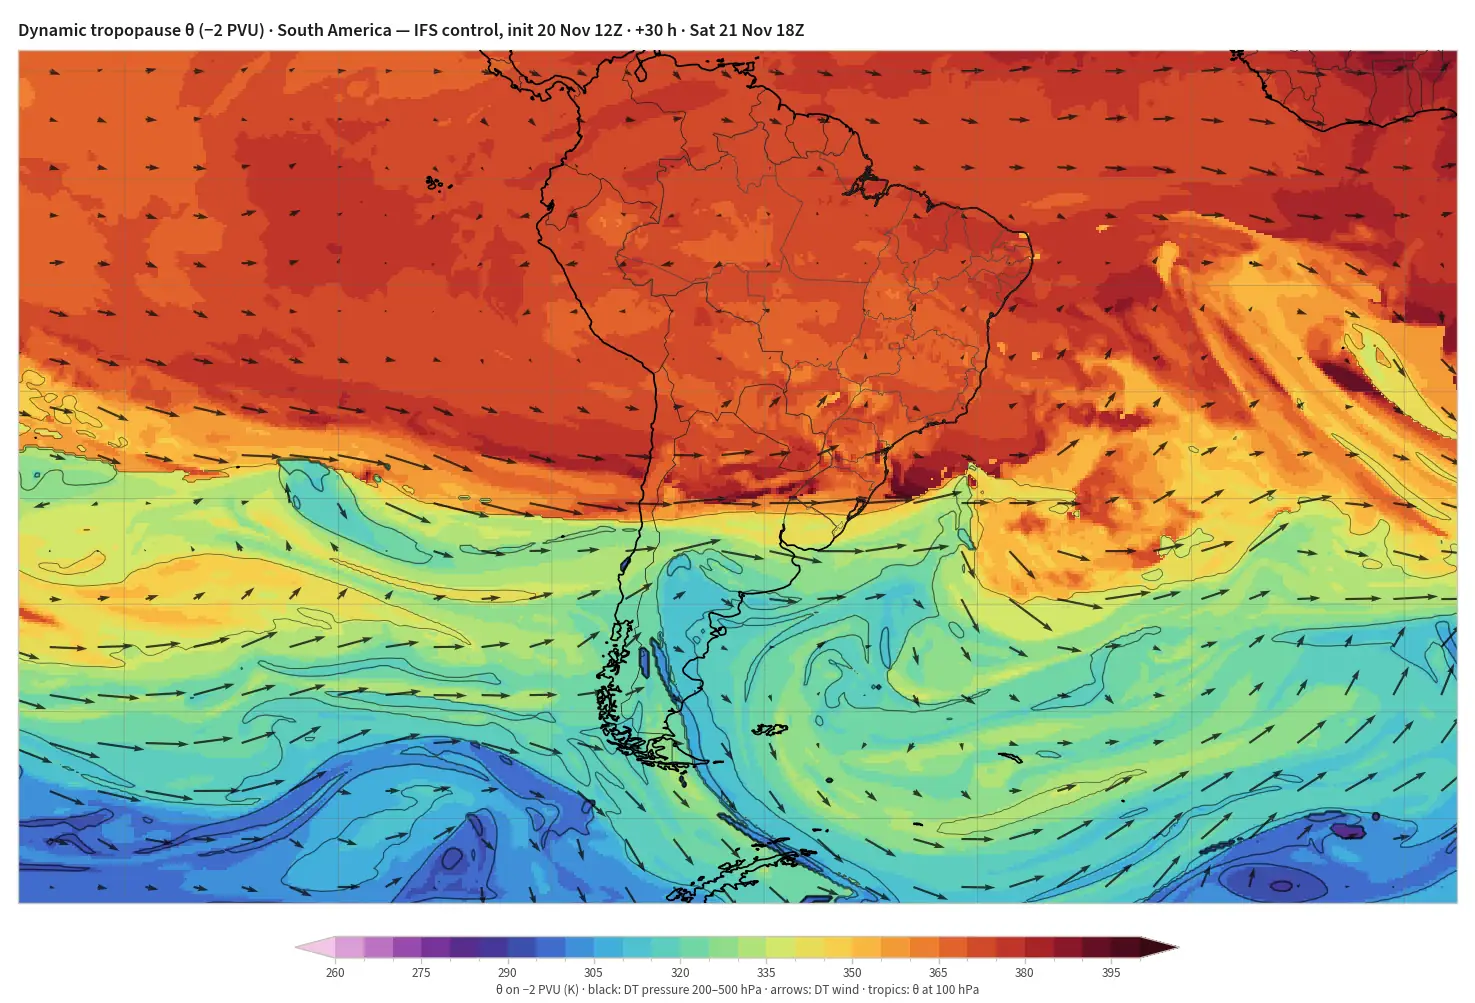 Dynamic tropopause θ (−2 PVU) · South America — IFS control, init 20 Nov 12Z · +30 h · Sat 21 Nov 18Z
260 275 290 305 320 335 350 365 380 395
θ on −2 PVU (K) · black: DT pressure 200–500 hPa · arrows: DT wind · tropics: θ at 100 hPa